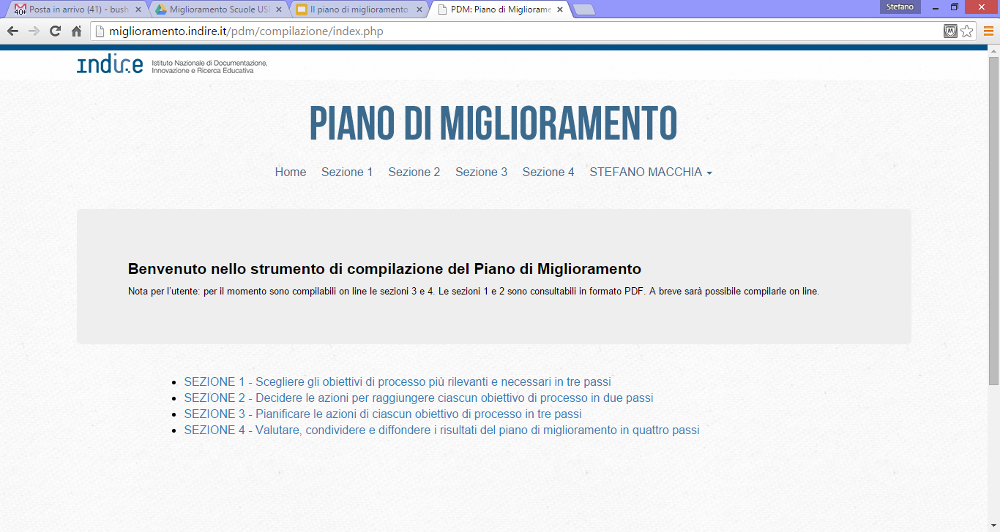 40+ Posta in arrivo (41) - bush
Miglioramento Scuole US
Il piano di miglioramento
PDM: Piano di Migliorame
Stefano
miglioramento.indire.it/pdm/compilazione/index.php
indire
Istituto Nazionale di Documentazione,
Innovazione e Ricerca Educativa
PIANO DI MIGLIORAMENTO
Home Sezione 1 Sezione 2 Sezione 3 Sezione 4 STEFANO MACCHIA
Benvenuto nello strumento di compilazione del Piano di Miglioramento
Nota per l'utente: per il momento sono compilabili on line le sezioni 3 e 4. Le sezioni 1 e 2 sono consultabili in formato PDF. A breve sarà possibile compilarle on line.
• SEZIONE 1 - Scegliere gli obiettivi di processo più rilevanti e necessari in tre passi
• SEZIONE 2 - Decidere le azioni per raggiungere ciascun obiettivo di processo in due passi
• SEZIONE 3 - Pianificare le azioni di ciascun obiettivo di processo in tre passi
• SEZIONE 4 - Valutare, condividere e diffondere i risultati del piano di miglioramento in quattro passi